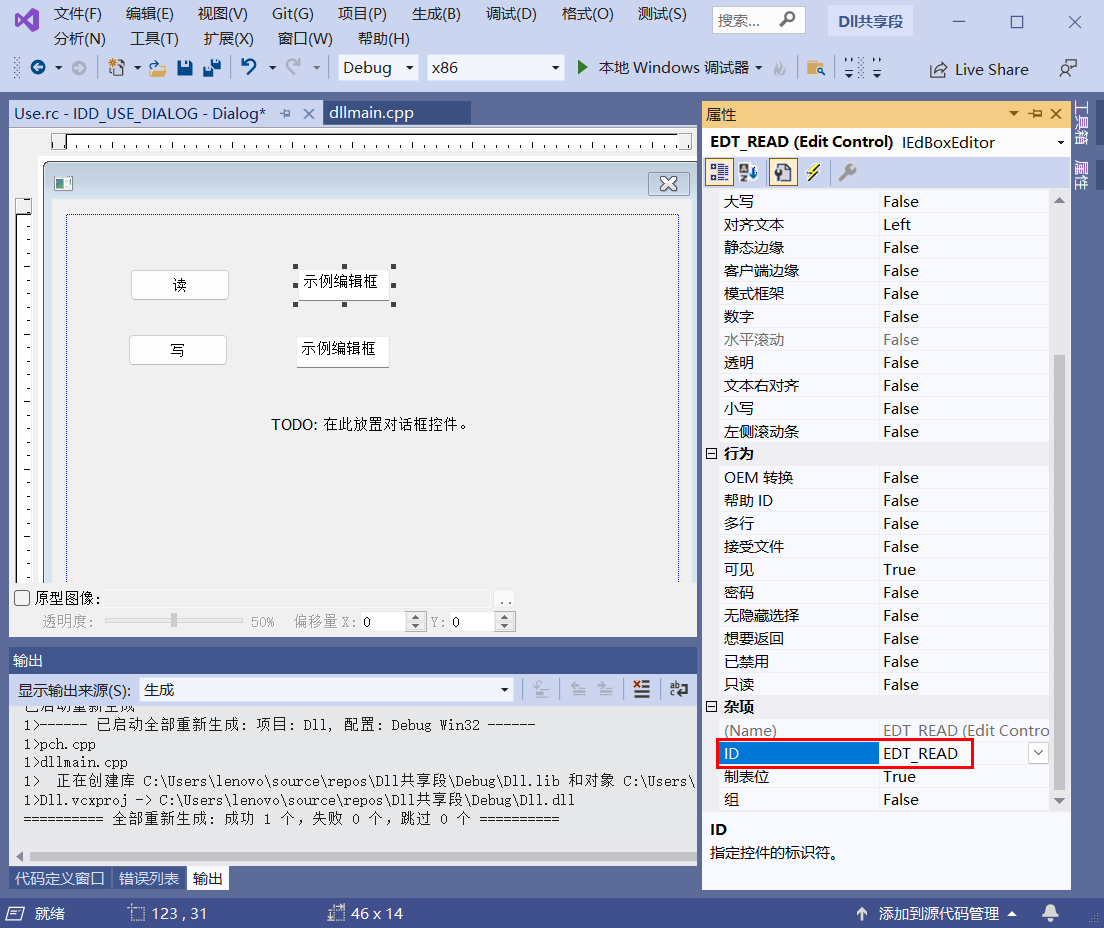 文件(F) 编辑(E) 视图(V) Git(G) 项目(P) 生成(B) 调试(D) 格式(O) 测试(S) 搜索... Dll共享段
分析(N) 工具(T) 扩展(X) 窗口(W) 帮助(H)
Debug x86 本地 Windows 调试器 Live Share
Use.rc - IDD_USE_DIALOG - Dialog* dllmain.cpp
读 示例编辑框
写 示例编辑框
TODO: 在此放置对话框控件。
原型图像: ..
透明度: 50% 偏移量 X: 0 Y: 0
输出
显示输出来源(S): 生成
已启动重新生成
1>------ 已启动全部重新生成: 项目: Dll, 配置: Debug Win32 ------
1>pch.cpp
1>dllmain.cpp
1> 正在创建库 C:\Users\lenovo\source\repos\Dll共享段\Debug\Dll.lib 和对象 C:\Users\
1>Dll.vcxproj -> C:\Users\lenovo\source\repos\Dll共享段\Debug\Dll.dll
========== 全部重新生成: 成功 1 个，失败 0 个，跳过 0 个 ==========
代码定义窗口 错误列表 输出
属性
EDT_READ (Edit Control) IEdBoxEditor
大写 False
对齐文本 Left
静态边缘 False
客户端边缘 False
模式框架 False
数字 False
水平滚动 False
透明 False
文本右对齐 False
小写 False
左侧滚动条 False
行为
OEM 转换 False
帮助 ID False
多行 False
接受文件 False
可见 True
密码 False
无隐藏选择 False
想要返回 False
已禁用 False
只读 False
杂项
(Name) EDT_READ (Edit Contro
ID EDT_READ
制表位 True
组 False
ID
指定控件的标识符。
工具箱
属性
就绪 123 , 31 46 x 14 添加到源代码管理